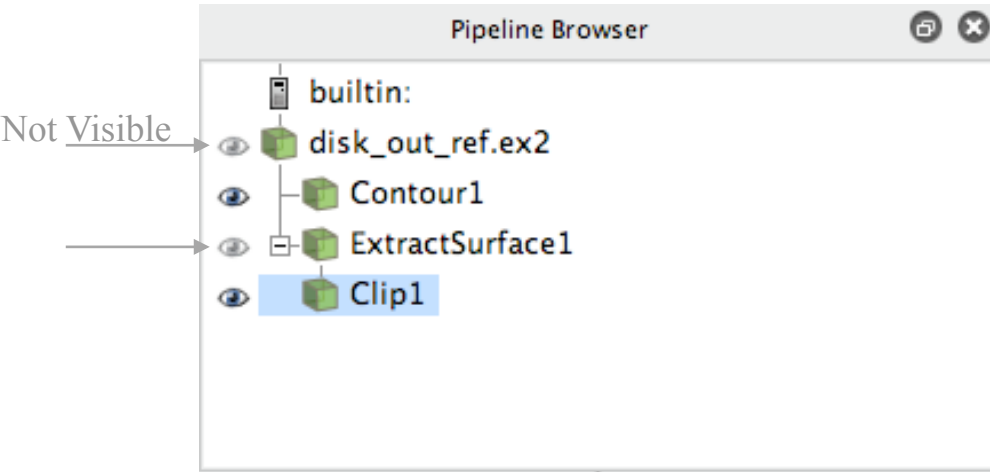 Pipeline Browser
builtin:
Not Visible
disk_out_ref.ex2
Contour1
ExtractSurface1
Clip1